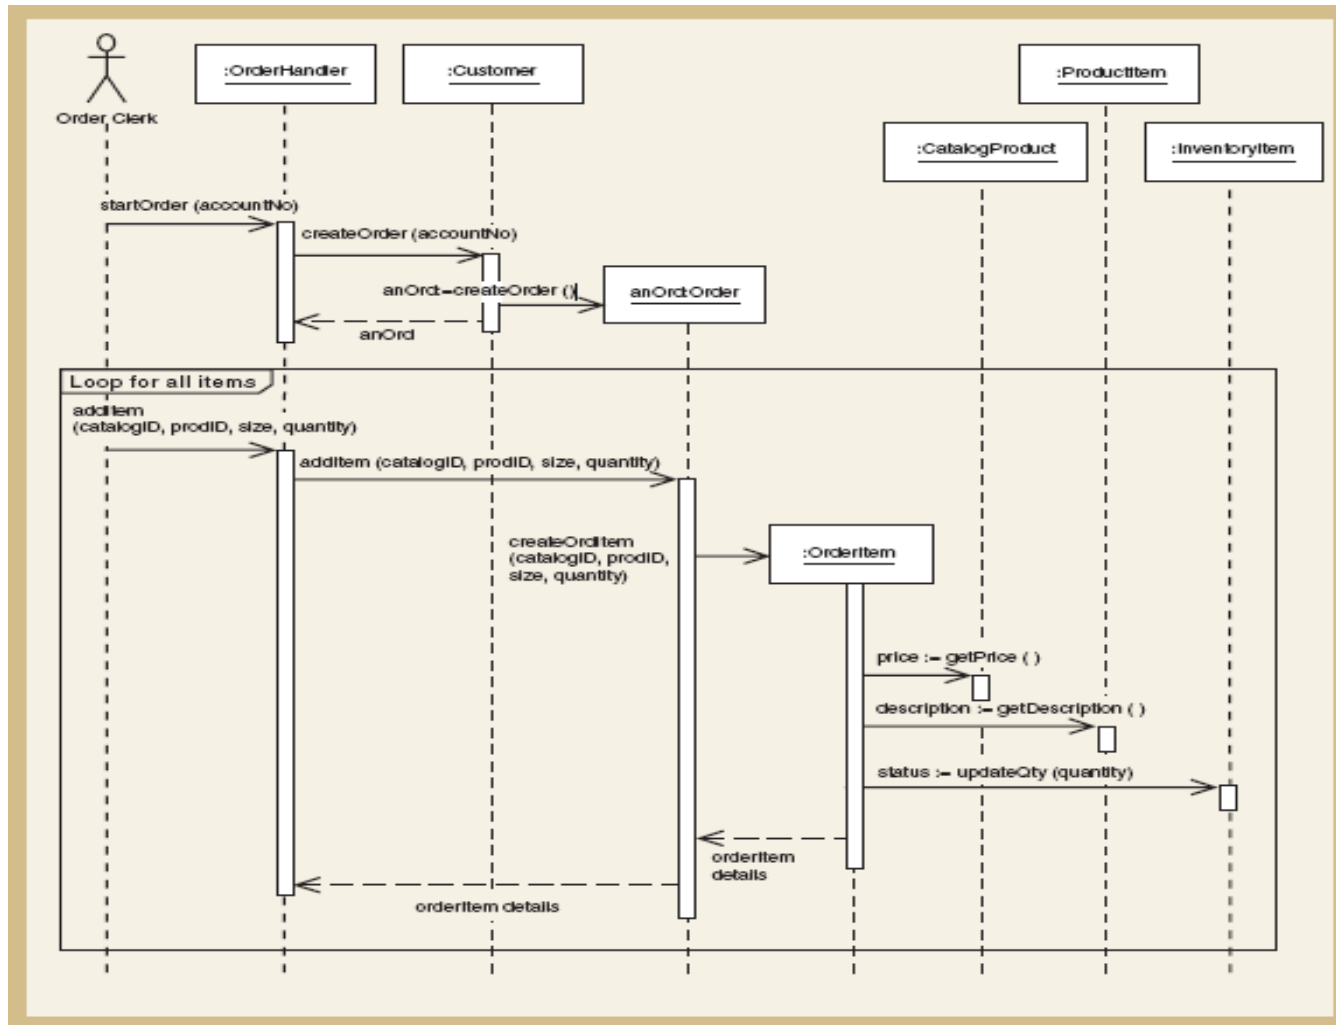 :OrderHandler
:Customer
:ProductItem
Order Clerk
:CatalogProduct
:InventoryItem
startOrder (accountNo)
createOrder (accountNo)
anOrd:=createOrder ()
anOrd:Order
anOrd
Loop for all items
addItem
(catalogID, prodID, size, quantity)
addItem (catalogID, prodID, size, quantity)
createOrdItem
(catalogID, prodID,
size, quantity)
:OrderItem
price := getPrice ( )
description := getDescription ( )
status := updateQty (quantity)
orderItem
details
orderItem details